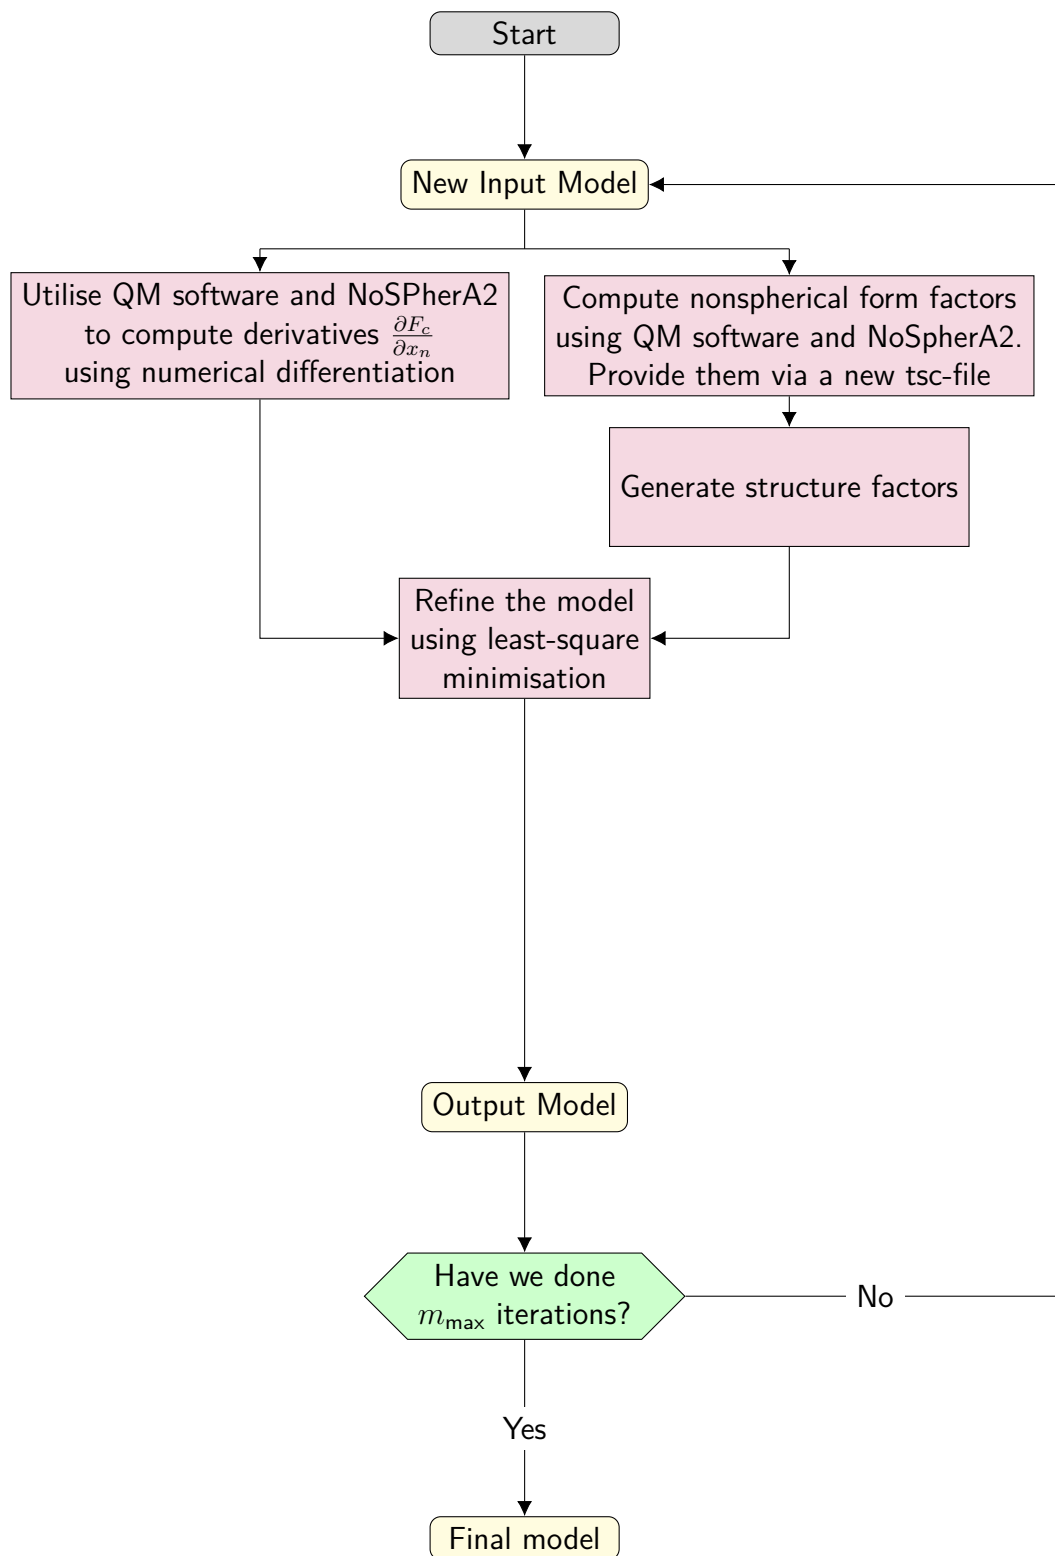 Start
New Input Model
Utilise QM software and NoSPherA2
to compute derivatives ∂F_c/∂x_n
using numerical differentiation
Compute nonspherical form factors
using QM software and NoSpherA2.
Provide them via a new tsc-file
Generate structure factors
Refine the model
using least-square
minimisation
Output Model
Have we done
m_max iterations?
No
Yes
Final model